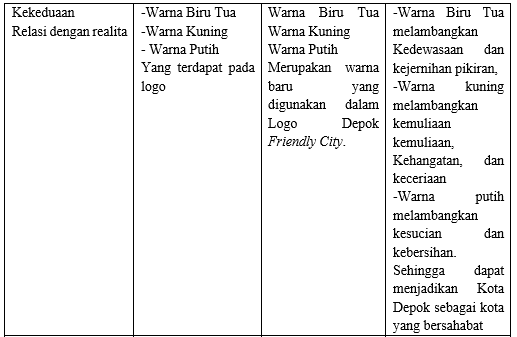 Kekeduaan
Relasi dengan realita
-Warna Biru Tua
-Warna Kuning
- Warna Putih
Yang terdapat pada
logo
Warna Biru Tua
Warna Kuning
Warna Putih
Merupakan warna
baru yang
digunakan dalam
Logo Depok
Friendly City.
-Warna Biru Tua
melambangkan
Kedewasaan dan
kejernihan pikiran,
-Warna kuning
melambangkan
kemuliaan
kemuliaan,
Kehangatan, dan
keceriaan
-Warna putih
melambangkan
kesucian dan
kebersihan.
Sehingga dapat
menjadikan Kota
Depok sebagai kota
yang bersahabat